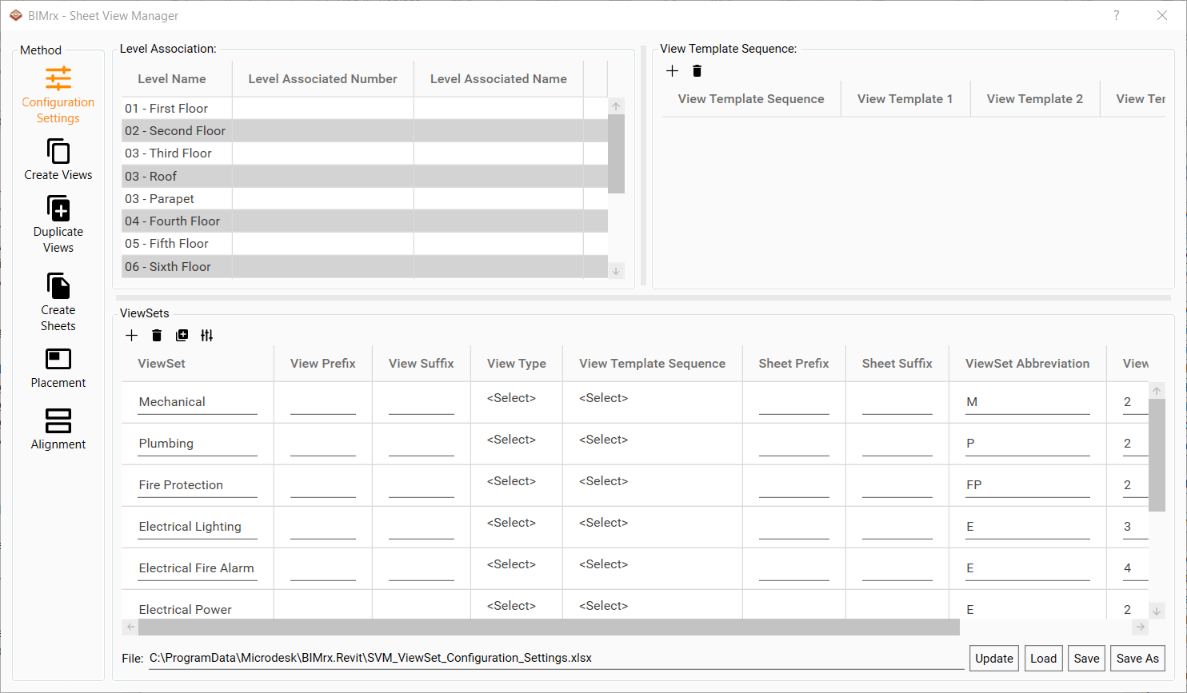 BIMrx - Sheet View Manager
?
Method
Configuration
Settings
Create Views
Duplicate
Views
Create
Sheets
Placement
Alignment
Level Association:
Level Name Level Associated Number Level Associated Name
01 - First Floor
02 - Second Floor
03 - Third Floor
03 - Roof
03 - Parapet
04 - Fourth Floor
05 - Fifth Floor
06 - Sixth Floor
View Template Sequence:
View Template Sequence View Template 1 View Template 2 View Ter
ViewSets
ViewSet View Prefix View Suffix View Type View Template Sequence Sheet Prefix Sheet Suffix ViewSet Abbreviation View
Mechanical <Select> <Select> M 2
Plumbing <Select> <Select> P 2
Fire Protection <Select> <Select> FP 2
Electrical Lighting <Select> <Select> E 3
Electrical Fire Alarm <Select> <Select> E 4
Electrical Power <Select> <Select> E 2
File: C:\ProgramData\Microdesk\BIMrx.Revit\SVM_ViewSet_Configuration_Settings.xlsx Update Load Save Save As